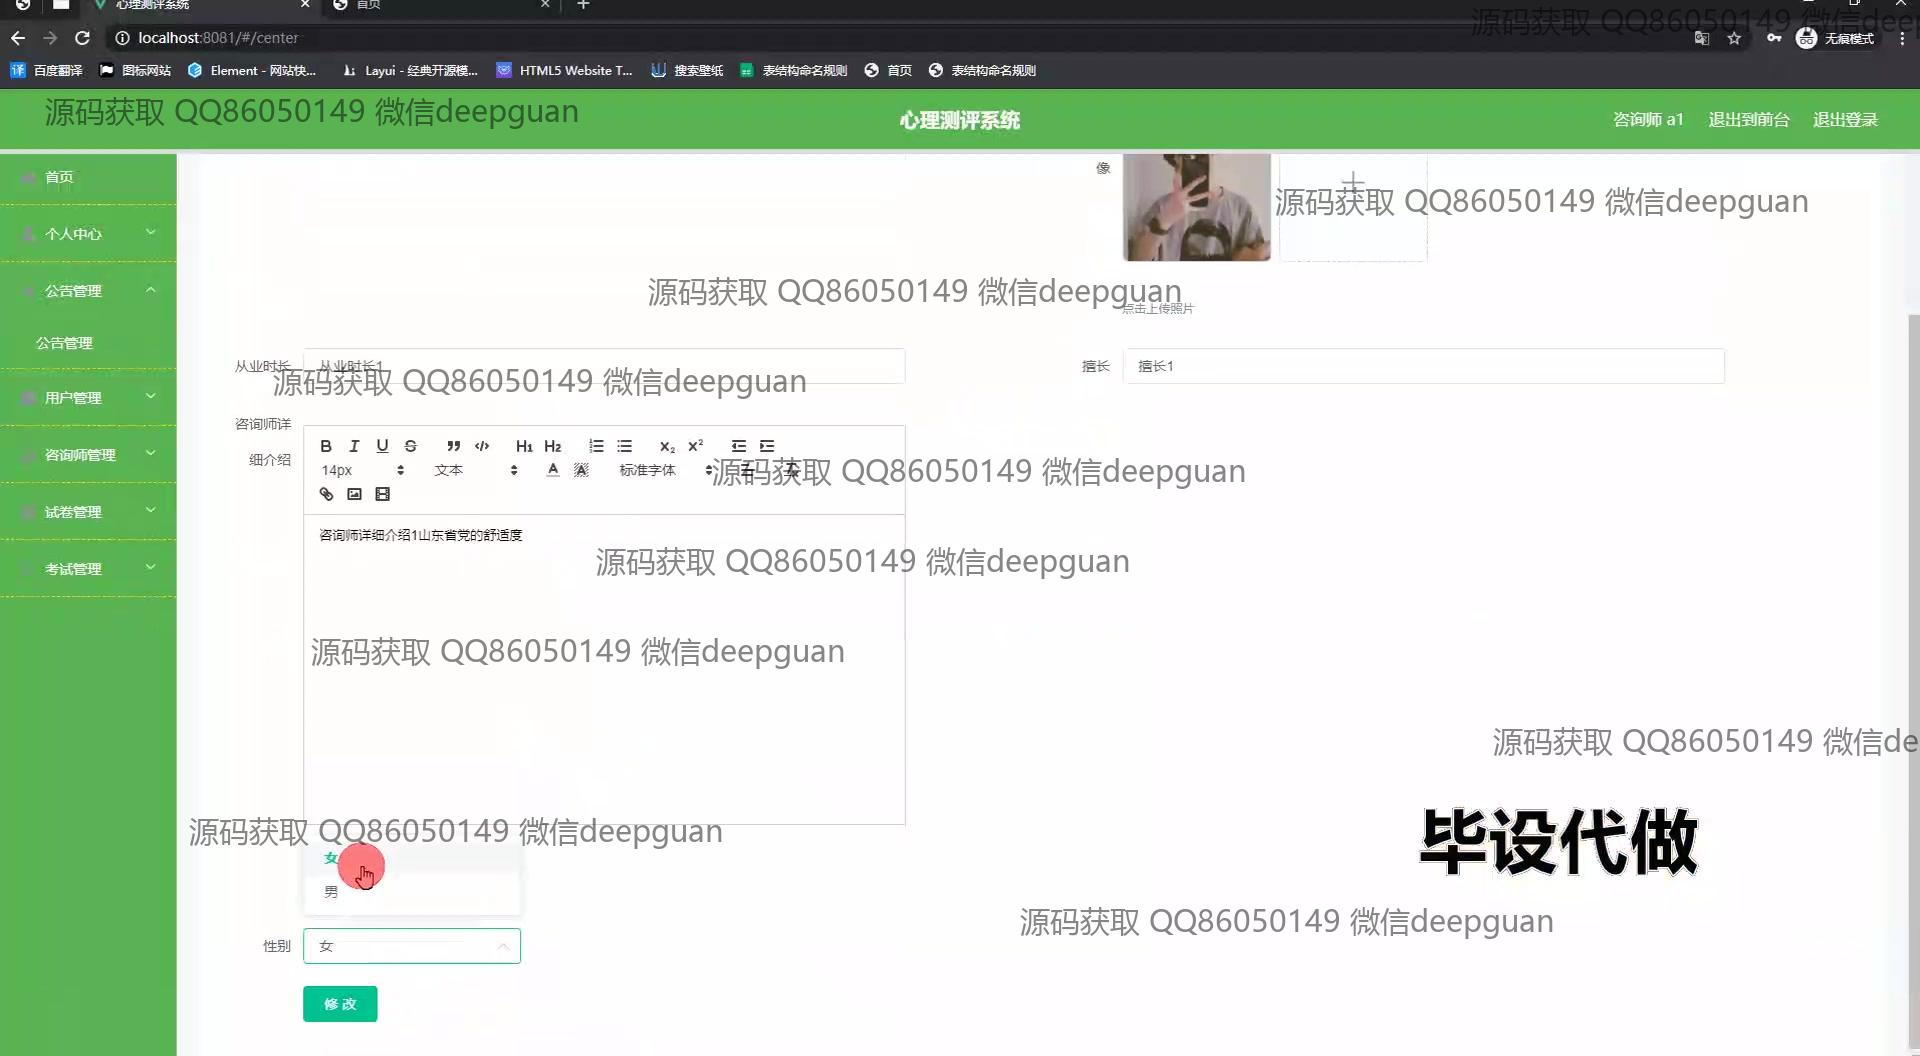 心理测评系统
首页
localhost:8081/#/center
无痕模式
百度翻译
图标网站
Element - 网站快...
Layui - 经典开源模...
HTML5 Website T...
搜索壁纸
表结构命名规则
首页
表结构命名规则
源码获取 QQ86050149 微信deep
源码获取 QQ86050149 微信deepguan
心理测评系统
咨询师 a1
退出到前台
退出登录
首页
个人中心
公告管理
公告管理
用户管理
咨询师管理
试卷管理
考试管理
像
源码获取 QQ86050149 微信deepguan
源码获取 QQ86050149 微信deepguan
点击上传照片
从业时长
从业时长1
擅长
擅长1
源码获取 QQ86050149 微信deepguan
咨询师详
细介绍
B I U S H1 H2 X2 X2
14px
文本
A
标准字体
源码获取 QQ86050149 微信deepguan
咨询师详细介绍1山东省党的舒适度
源码获取 QQ86050149 微信deepguan
源码获取 QQ86050149 微信deepguan
源码获取 QQ86050149 微信de
源码获取 QQ86050149 微信deepguan
毕设代做
女
男
源码获取 QQ86050149 微信deepguan
性别
女
修改